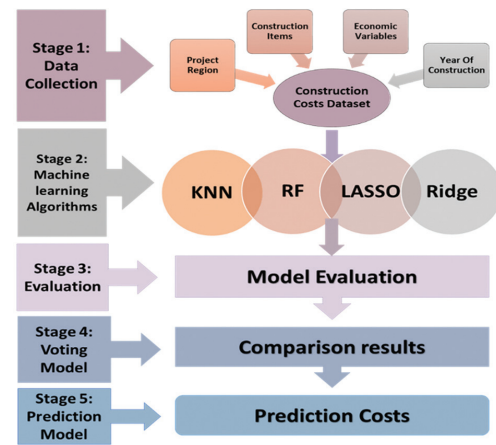 Stage 1:
Data
Collection
Construction
Items
Economic
Variables
Project
Region
Year Of
Construction
Construction
Costs Dataset
Stage 2:
Machine
learning
Algorithms
KNN
RF
LASSO
Ridge
Stage 3:
Evaluation
Model Evaluation
Stage 4:
Voting
Model
Comparison results
Stage 5:
Prediction
Model
Prediction Costs